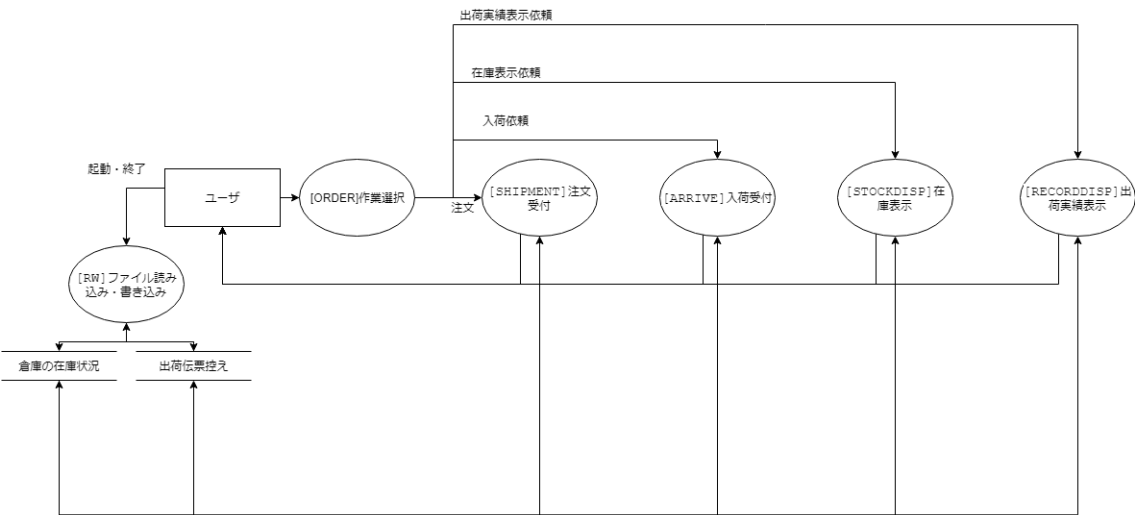 出荷実績表示依頼
在庫表示依頼
入荷依頼
起動・終了
ユーザ
[ORDER]作業選択
注文
[SHIPMENT]注文
受付
[ARRIVE]入荷受付
[STOCKDISP]在
庫表示
[RECORDDISP]出
荷実績表示
[RW]ファイル読み
込み・書き込み
倉庫の在庫状況
出荷伝票控え